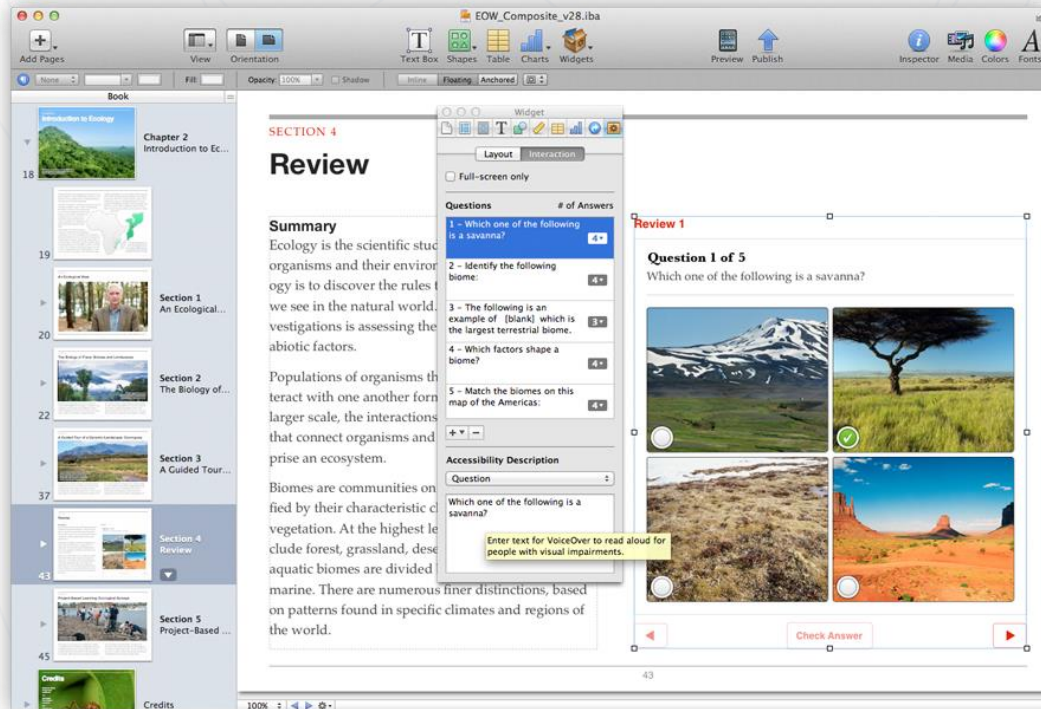 EOW_Composite_v28.iba
Add Pages
View
Orientation
Text Box
Shapes
Table
Charts
Widgets
Preview
Publish
Inspector
Media
Colors
Fonts
None
Fill:
Opacity: 100%
Shadow
Inline
Floating
Anchored
Book
Introduction to Ecology
Chapter 2
Introduction to Ec...
18
19
Section 1
An Ecological...
20
Section 2
The Biology of...
22
Section 3
A Guided Tour...
37
Section 4
Review
43
Section 5
Project-Based ...
45
Credits
Credits
SECTION 4
Review
Summary
Ecology is the scientific stud
organisms and their environ
ogy is to discover the rules t
we see in the natural world.
vestigations is assessing the
abiotic factors.
Populations of organisms th
teract with one another form
larger scale, the interactions
that connect organisms and
prise an ecosystem.
Biomes are communities on
fied by their characteristic cl
vegetation. At the highest le
clude forest, grassland, dese
aquatic biomes are divided
marine. There are numerous finer distinctions, based
on patterns found in specific climates and regions of
the world.
Widget
Layout
Interaction
Full-screen only
Questions
# of Answers
1 - Which one of the following
is a savanna?
4
2 - Identify the following
biome:
4
3 - The following is an
example of [blank] which is
the largest terrestrial biome.
3
4 - Which factors shape a
biome?
4
5 - Match the biomes on this
map of the Americas:
4
Accessibility Description
Question
Which one of the following is a
savanna?
Enter text for VoiceOver to read aloud for
people with visual impairments.
Review 1
Question 1 of 5
Which one of the following is a savanna?
Check Answer
43
100%